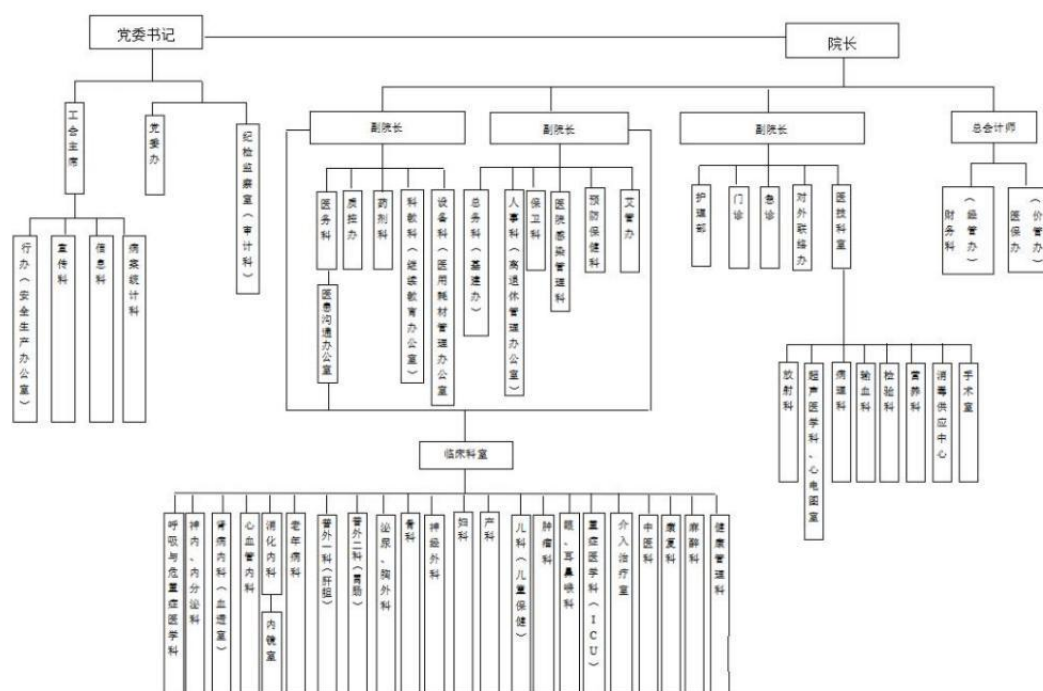 党委书记
院长
工会主席
党委办
纪检监察室(审计科)
副院长
副院长
副院长
总会计师
行办(安全生产办公室)
宣传科
信息科
病案统计科
医务科
质控办
药剂科
科教科(继续教育办公室)
设备科(医用耗材管理办公室)
医患沟通办公室
总务科(基建办)
人事科(离退休管理办公室)
保卫科
医院感染管理科
预防保健科
艾管办
护理部
门诊
急诊
对外联络办
医技科室
财务科
(经管办)
医保办
(价管办)
放射科
超声医学科、心电图室
病理科
输血科
检验科
营养科
消毒供应中心
手术室
临床科室
呼吸与危重症医学科
神内、内分泌科
肾病内科(血透室)
心血管内科
消化内科
内镜室
老年病科
普外一科(肝胆)
普外二科(胃肠)
泌尿、胸外科
骨科
神经外科
妇科
产科
儿科(儿童保健)
肿瘤科
眼、耳鼻喉科
重症医学科(ICU)
介入治疗室
中医科
康复科
麻醉科
健康管理科